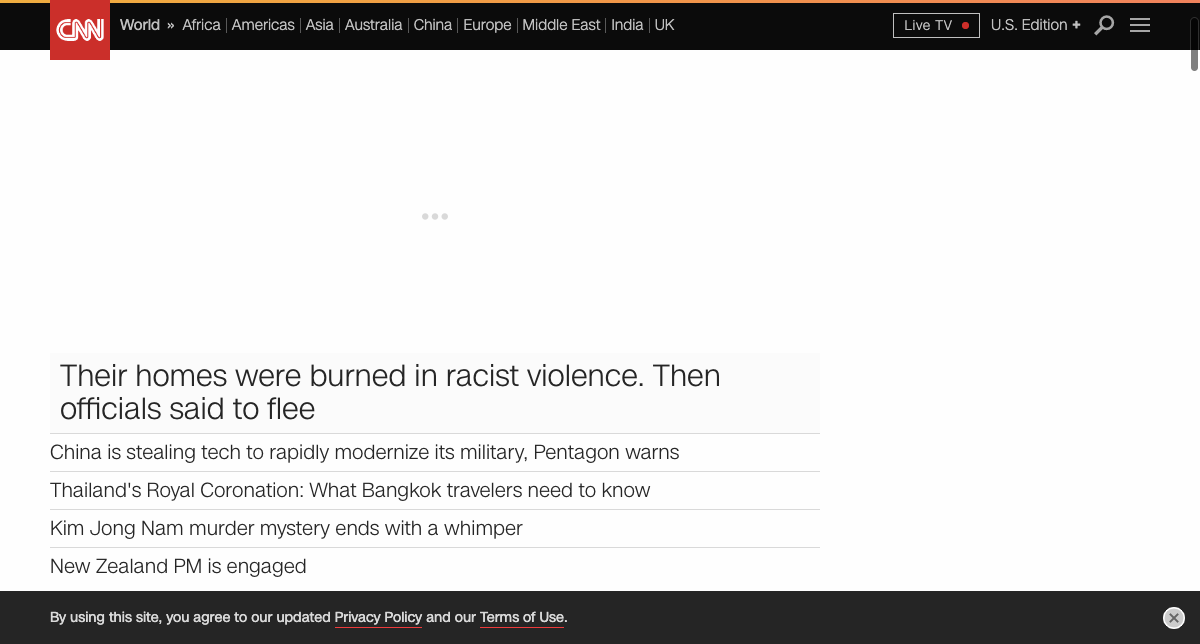 CNN World » Africa Americas Asia Australia China Europe Middle East India UK Live TV U.S. Edition +
Their homes were burned in racist violence. Then
officials said to flee
China is stealing tech to rapidly modernize its military, Pentagon warns
Thailand's Royal Coronation: What Bangkok travelers need to know
Kim Jong Nam murder mystery ends with a whimper
New Zealand PM is engaged
By using this site, you agree to our updated Privacy Policy and our Terms of Use.